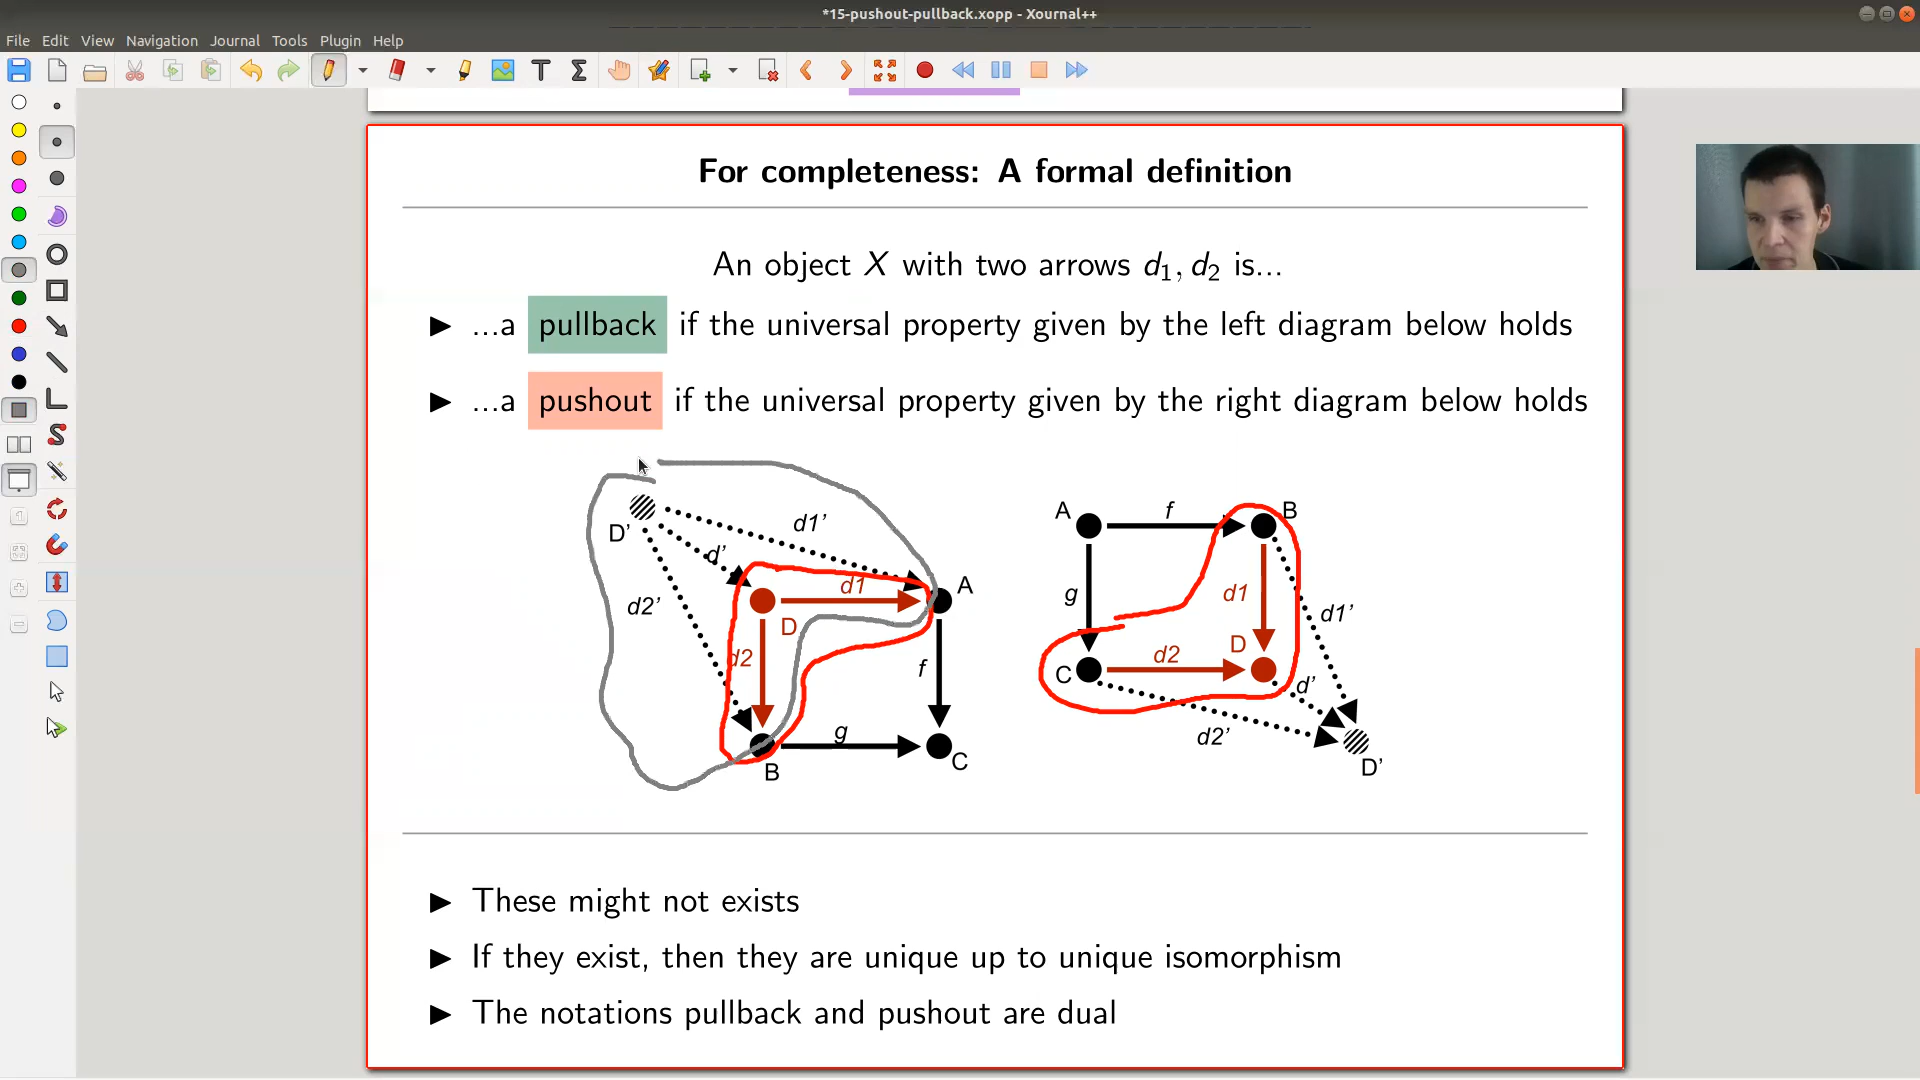 *15-pushout-pullback.xopp - Xournal++
File Edit View Navigation Journal Tools Plugin Help
For completeness: A formal definition
An object X with two arrows d₁, d₂ is...
▶ ...a pullback if the universal property given by the left diagram below holds
▶ ...a pushout if the universal property given by the right diagram below holds
D' d1' d' d2' d1 A D d2 f g B C
A f B g d1 d1' D d2 C d' d2' D'
▶ These might not exists
▶ If they exist, then they are unique up to unique isomorphism
▶ The notations pullback and pushout are dual